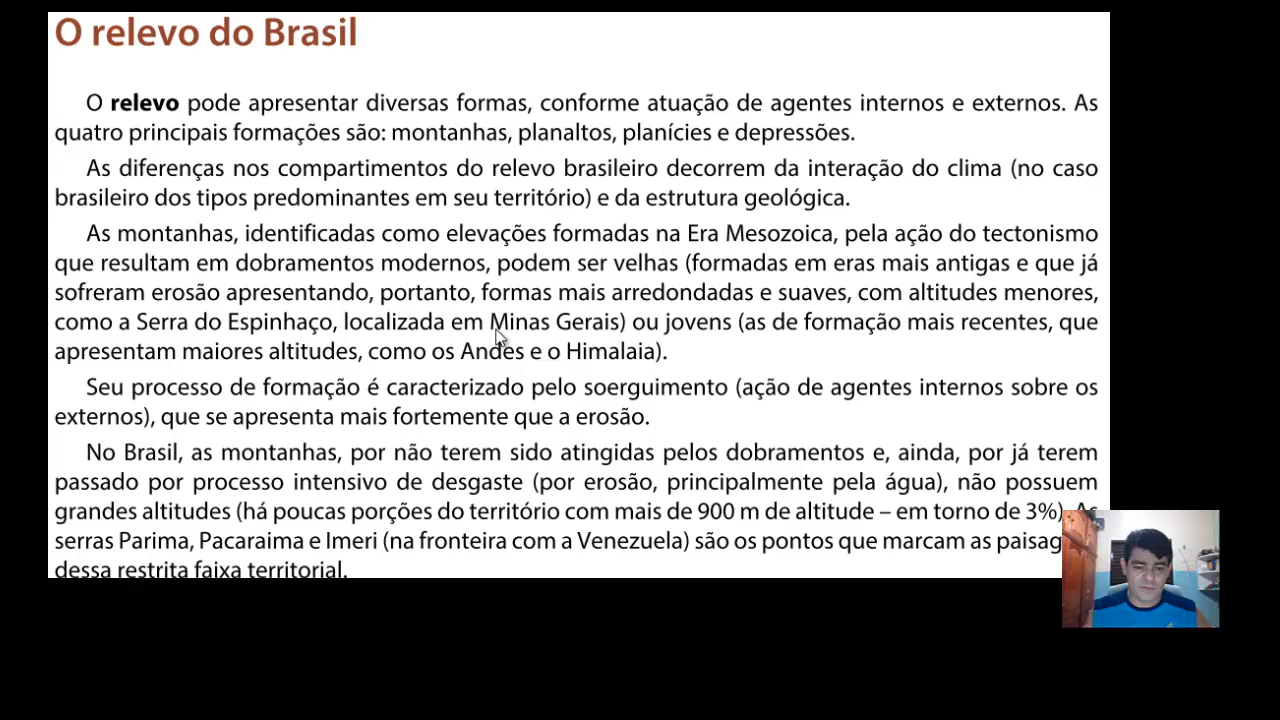 O relevo do Brasil
O relevo pode apresentar diversas formas, conforme atuação de agentes internos e externos. As
quatro principais formações são: montanhas, planaltos, planícies e depressões.
As diferenças nos compartimentos do relevo brasileiro decorrem da interação do clima (no caso
brasileiro dos tipos predominantes em seu território) e da estrutura geológica.
As montanhas, identificadas como elevações formadas na Era Mesozoica, pela ação do tectonismo
que resultam em dobramentos modernos, podem ser velhas (formadas em eras mais antigas e que já
sofreram erosão apresentando, portanto, formas mais arredondadas e suaves, com altitudes menores,
como a Serra do Espinhaço, localizada em Minas Gerais) ou jovens (as de formação mais recentes, que
apresentam maiores altitudes, como os Andes e o Himalaia).
Seu processo de formação é caracterizado pelo soerguimento (ação de agentes internos sobre os
externos), que se apresenta mais fortemente que a erosão.
No Brasil, as montanhas, por não terem sido atingidas pelos dobramentos e, ainda, por já terem
passado por processo intensivo de desgaste (por erosão, principalmente pela água), não possuem
grandes altitudes (há poucas porções do território com mais de 900 m de altitude – em torno de 3%). As
serras Parima, Pacaraima e Imeri (na fronteira com a Venezuela) são os pontos que marcam as
dessa restrita faixa territorial.